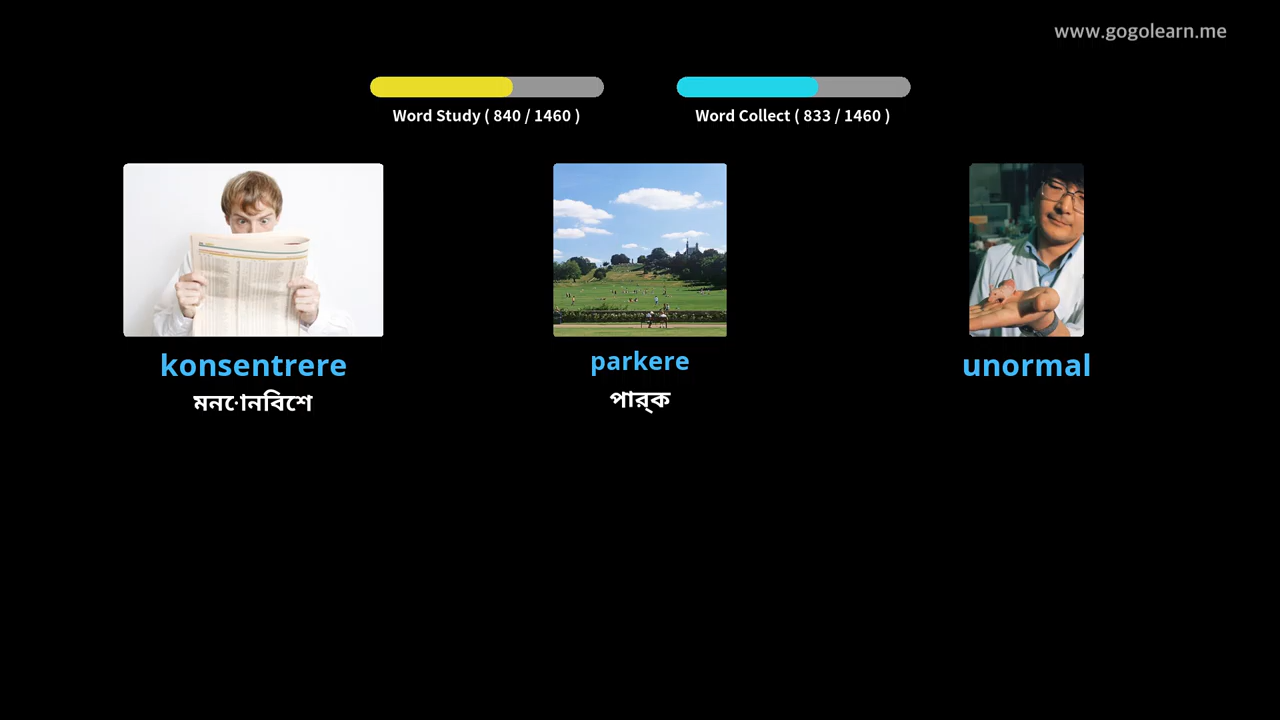 www.gogolearn.me
Word Study ( 840 / 1460 )
Word Collect ( 833 / 1460 )
konsentrere
parkere
unormal
মনোনিবেশ
পার্ক